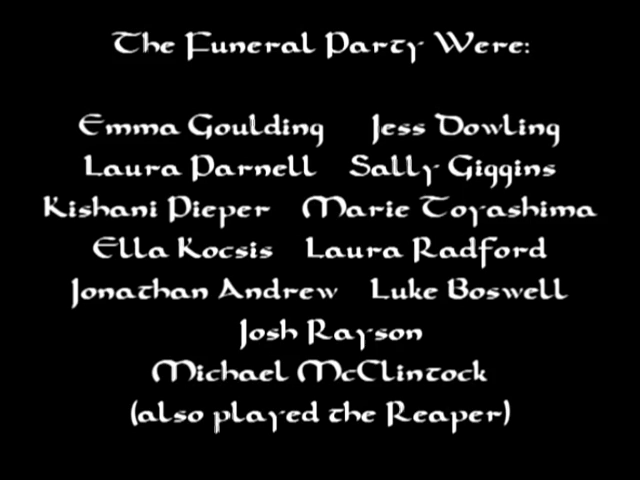 The Funeral Party Were:
Emma Goulding Jess Dowling
Laura Parnell Sally Giggins
Kishani Pieper Marie Toyashima
Ella Kocsis Laura Radford
Jonathan Andrew Luke Boswell
Josh Rayson
Michael McClintock
(also played the Reaper)